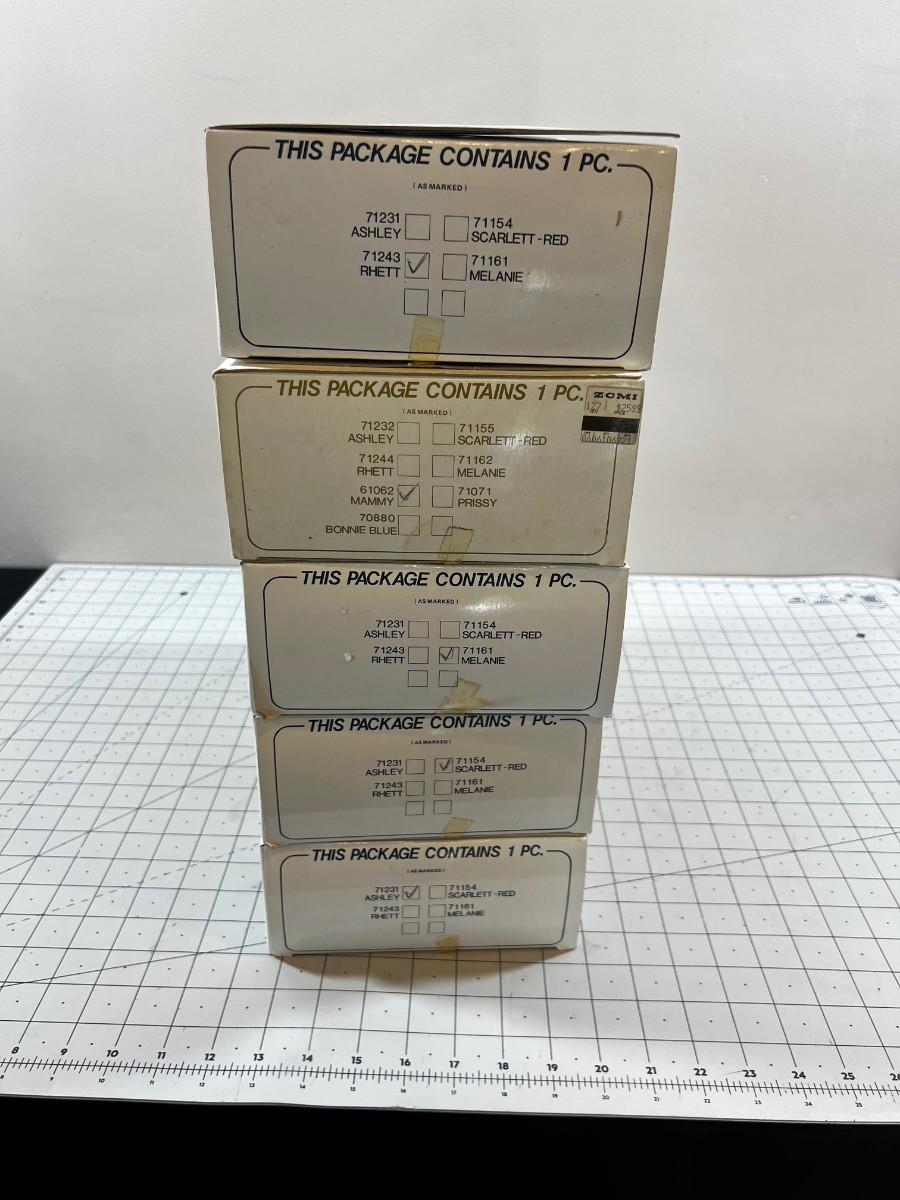 THIS PACKAGE CONTAINS 1 PC.
( AS MARKED )
71231 71154
ASHLEY SCARLETT-RED
71243 71161
RHETT MELANIE
THIS PACKAGE CONTAINS 1 PC.
ZOMI
( AS MARKED )
71232 71155
ASHLEY SCARLETT-RED
71244 71162
RHETT MELANIE
61062 71071
MAMMY PRISSY
70880
BONNIE BLUE
THIS PACKAGE CONTAINS 1 PC.
( AS MARKED )
71231 71154
ASHLEY SCARLETT-RED
71243 71161
RHETT MELANIE
THIS PACKAGE CONTAINS 1 PC.
( AS MARKED )
71231 71154
ASHLEY SCARLETT-RED
71243 71161
RHETT MELANIE
THIS PACKAGE CONTAINS 1 PC.
( AS MARKED )
71231 71154
ASHLEY SCARLETT-RED
71243 71161
RHETT MELANIE
8 9 10 11 12 13 14 15 16 17 18 19 20 21 22 23 24 25 26